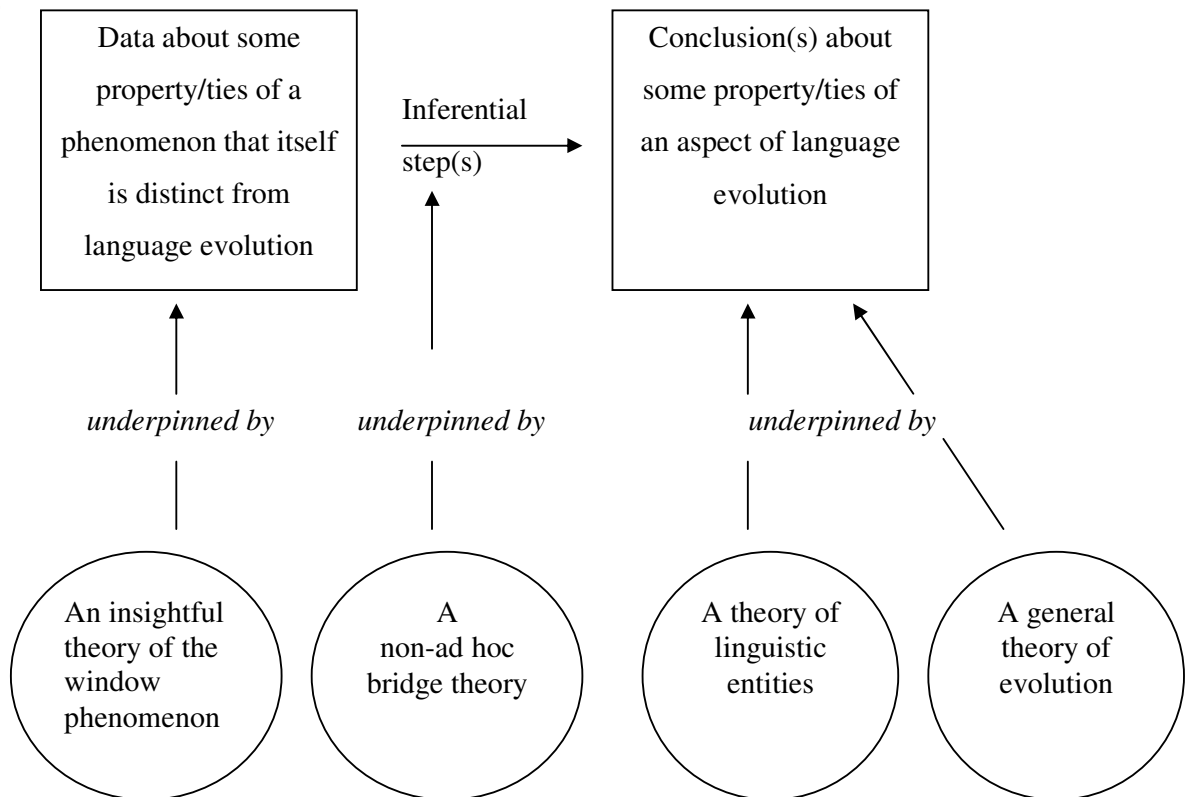 Data about some
property/ties of a
phenomenon that itself
is distinct from
language evolution
Inferential
step(s)
Conclusion(s) about
some property/ties of
an aspect of language
evolution
underpinned by
underpinned by
underpinned by
An insightful
theory of the
window
phenomenon
A
non-ad hoc
bridge theory
A theory of
linguistic
entities
A general
theory of
evolution